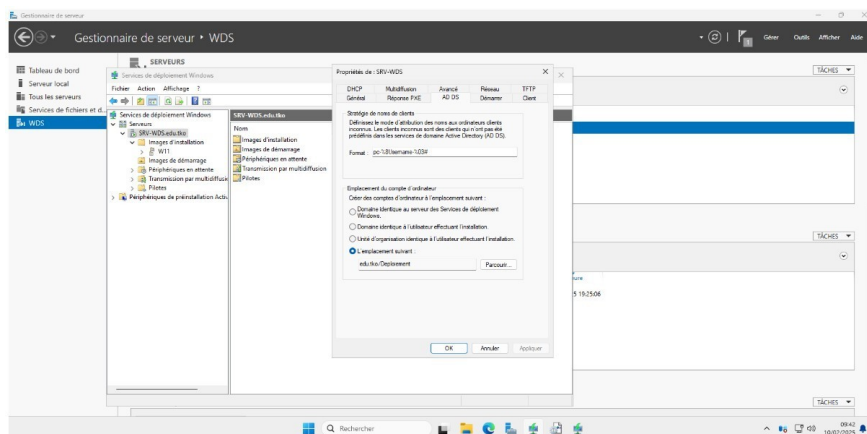 Gestionnaire de serveur
Gestionnaire de serveur • WDS
Gérer Outils Afficher Aide
Tableau de bord
Serveur local
Tous les serveurs
Services de fichiers et d...
WDS
SERVEURS
TÂCHES
Services de déploiement Windows
Fichier Action Affichage ?
Services de déploiement Windows
Serveurs
SRV-WDS.edu.tko
Images d'installation
W11
Images de démarrage
Périphériques en attente
Transmission par multidiffusi
Pilotes
Périphériques de préinstallation Activ
SRV-WDS.edu.tko
Nom
Images d'installation
Images de démarrage
Périphériques en attente
Transmission par multidiffusion
Pilotes
Propriétés de : SRV-WDS
DHCP Multidiffusion Avancé Réseau TFTP
Général Réponse PXE AD DS Démarrer Client
Stratégie de noms de clients
Définissez le mode d'attribution des noms aux ordinateurs clients
inconnus. Les clients inconnus sont des clients qui n'ont pas été
prédéfinis dans les services de domaine Active Directory (AD DS).
Format : pc-%8Username-%03#
Emplacement du compte d'ordinateur
Créer des comptes d'ordinateur à l'emplacement suivant :
Domaine identique au serveur des Services de déploiement
Windows.
Domaine identique à l'utilisateur effectuant l'installation.
Unité d'organisation identique à l'utilisateur effectuant l'installation.
L'emplacement suivant :
edu.tko/Deploiement Parcourir...
OK Annuler Appliquer
TÂCHES
5 19:25:06
TÂCHES
Rechercher
09:42
10/02/2025